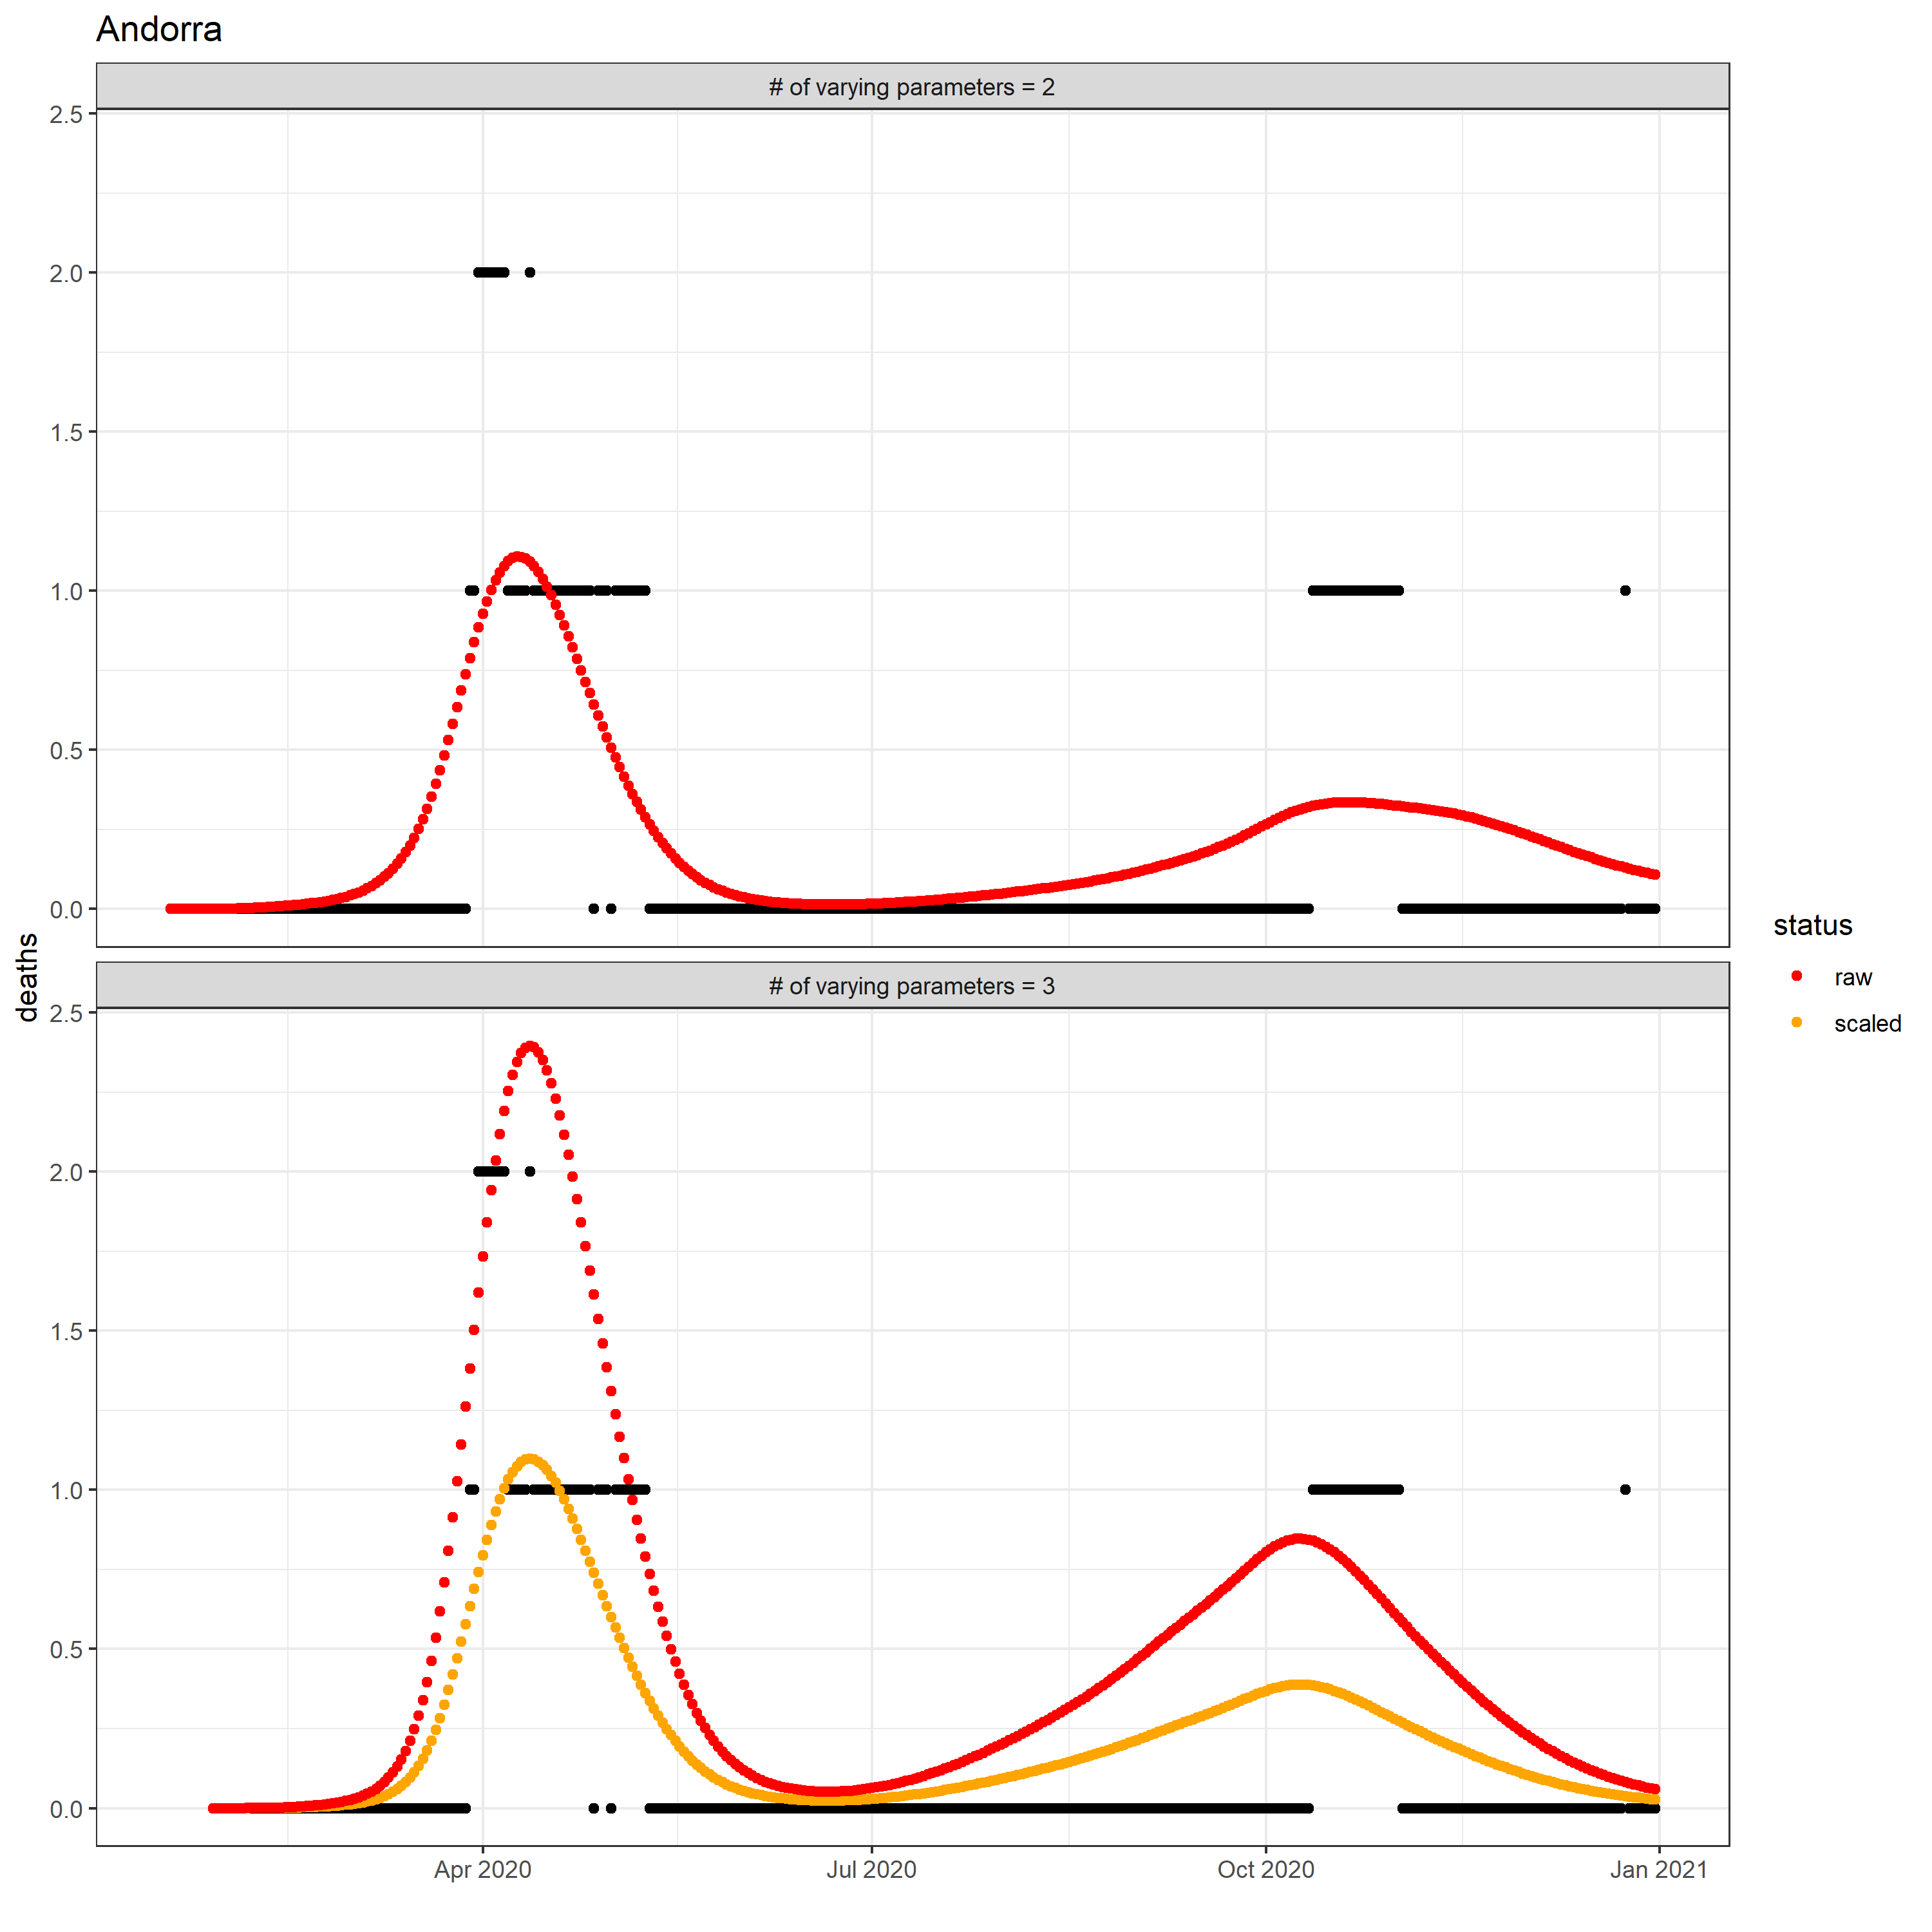 Andorra
# of varying parameters = 2
2.5
2.0
1.5
1.0
0.5
0.0
deaths
# of varying parameters = 3
2.5
2.0
1.5
1.0
0.5
0.0
Apr 2020
Jul 2020
Oct 2020
Jan 2021
status
raw
scaled